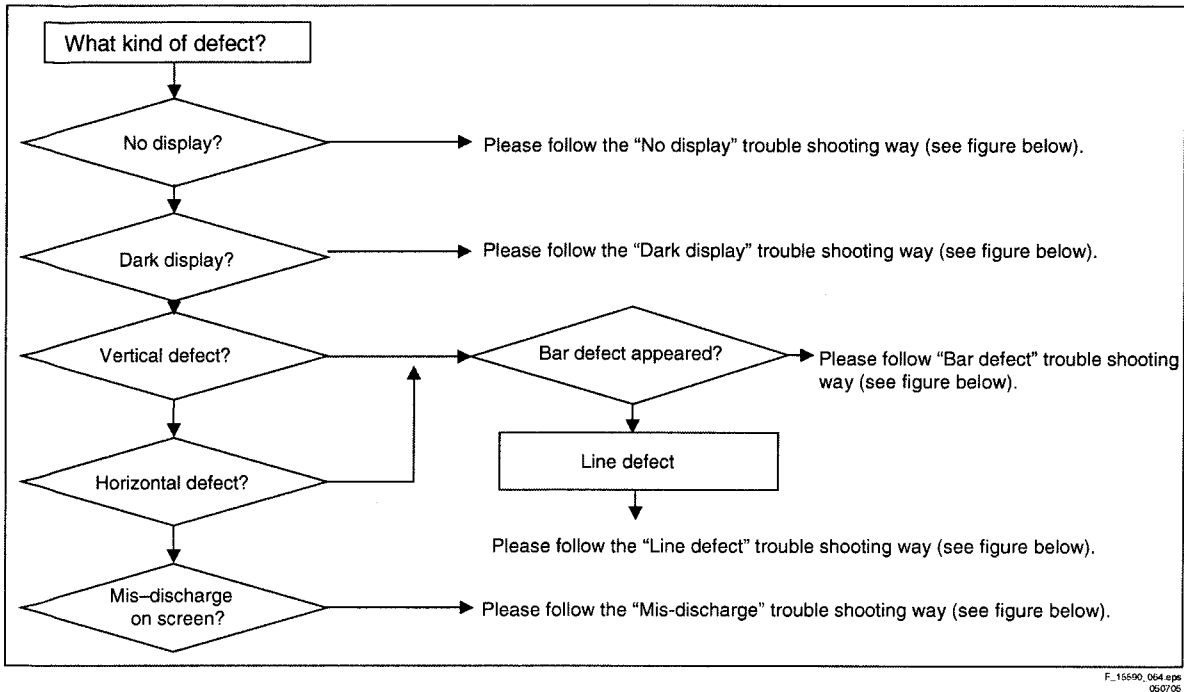 What kind of defect?
No display?
Please follow the “No display” trouble shooting way (see figure below).
Dark display?
Please follow the “Dark display” trouble shooting way (see figure below).
Vertical defect?
Bar defect appeared?
Please follow “Bar defect” trouble shooting
way (see figure below).
Horizontal defect?
Line defect
Please follow the “Line defect” trouble shooting way (see figure below).
Mis–discharge
on screen?
Please follow the “Mis-discharge” trouble shooting way (see figure below).
F_15590_064.eps
050705